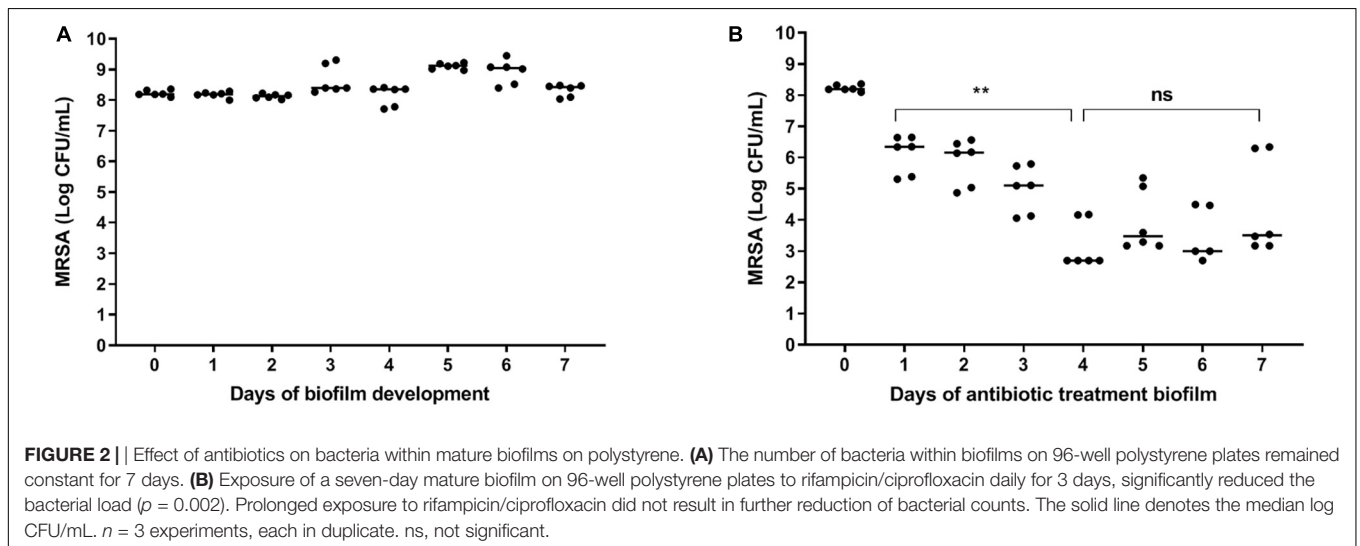 A
10
9
8
7
6
5
4
3
2
1
0
MRSA (Log CFU/mL)
0 1 2 3 4 5 6 7
Days of biofilm development
B
10
9
8
7
6
5
4
3
2
1
0
MRSA (Log CFU/mL)
**
ns
0 1 2 3 4 5 6 7
Days of antibiotic treatment biofilm
FIGURE 2 | | Effect of antibiotics on bacteria within mature biofilms on polystyrene. (A) The number of bacteria within biofilms on 96-well polystyrene plates remained
constant for 7 days. (B) Exposure of a seven-day mature biofilm on 96-well polystyrene plates to rifampicin/ciprofloxacin daily for 3 days, significantly reduced the
bacterial load (p = 0.002). Prolonged exposure to rifampicin/ciprofloxacin did not result in further reduction of bacterial counts. The solid line denotes the median log
CFU/mL. n = 3 experiments, each in duplicate. ns, not significant.